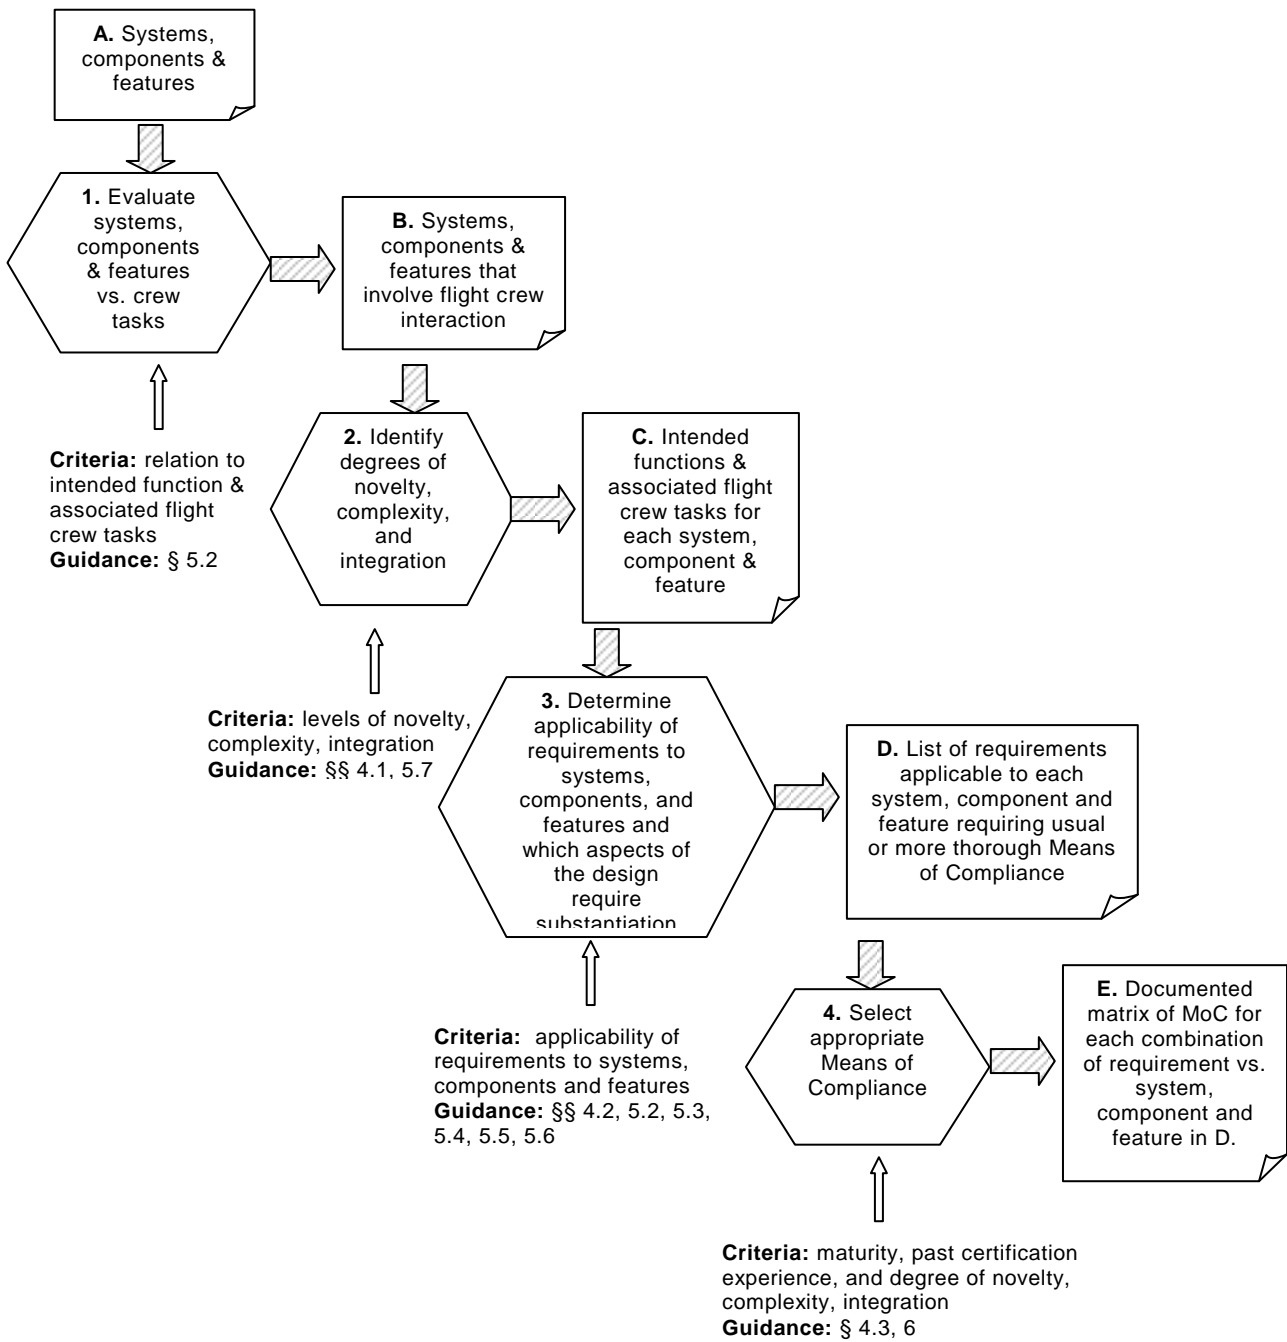 A. Systems,
components &
features
1. Evaluate
systems,
components
& features
vs. crew
tasks
B. Systems,
components &
features that
involve flight crew
interaction
Criteria: relation to
intended function &
associated flight
crew tasks
Guidance: § 5.2
2. Identify
degrees of
novelty,
complexity,
and
integration
C. Intended
functions &
associated flight
crew tasks for
each system,
component &
feature
Criteria: levels of novelty,
complexity, integration
Guidance: §§ 4.1, 5.7
3. Determine
applicability of
requirements to
systems,
components, and
features and
which aspects of
the design
require
substantiation
D. List of requirements
applicable to each
system, component and
feature requiring usual
or more thorough Means
of Compliance
Criteria: applicability of
requirements to systems,
components and features
Guidance: §§ 4.2, 5.2, 5.3,
5.4, 5.5, 5.6
4. Select
appropriate
Means of
Compliance
E. Documented
matrix of MoC for
each combination
of requirement vs.
system,
component and
feature in D.
Criteria: maturity, past certification
experience, and degree of novelty,
complexity, integration
Guidance: § 4.3, 6